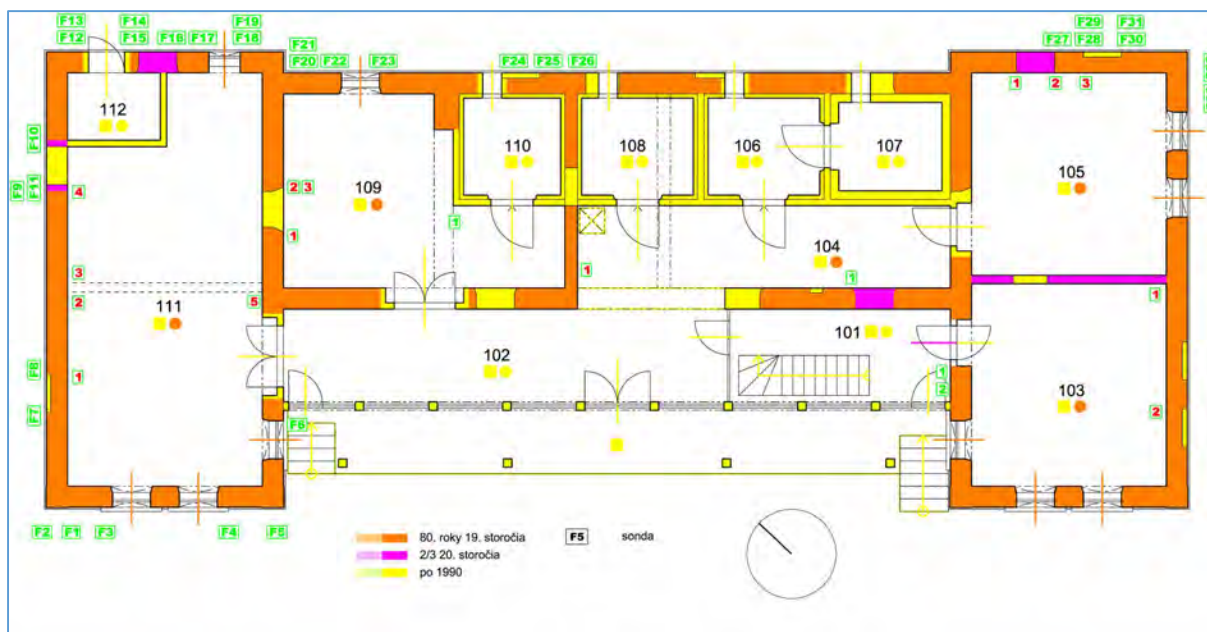 F13 F14 F19
F12 F15 F16 F17 F18
F21
F20 F22 F23 F24 F25 F26
F29 F31
F27 F28 F30
112
F10
F9 F11
4
2 3
109
1
1
110
108
106
107
1 2 3
105
104
1
1
3
2
111
5
102
101
1
103
1
2
2
1
F8
F7
F6
F2 F1 F3 F4 F5
80. roky 19. storočia
2/3 20. storočia
po 1990
F5 sonda